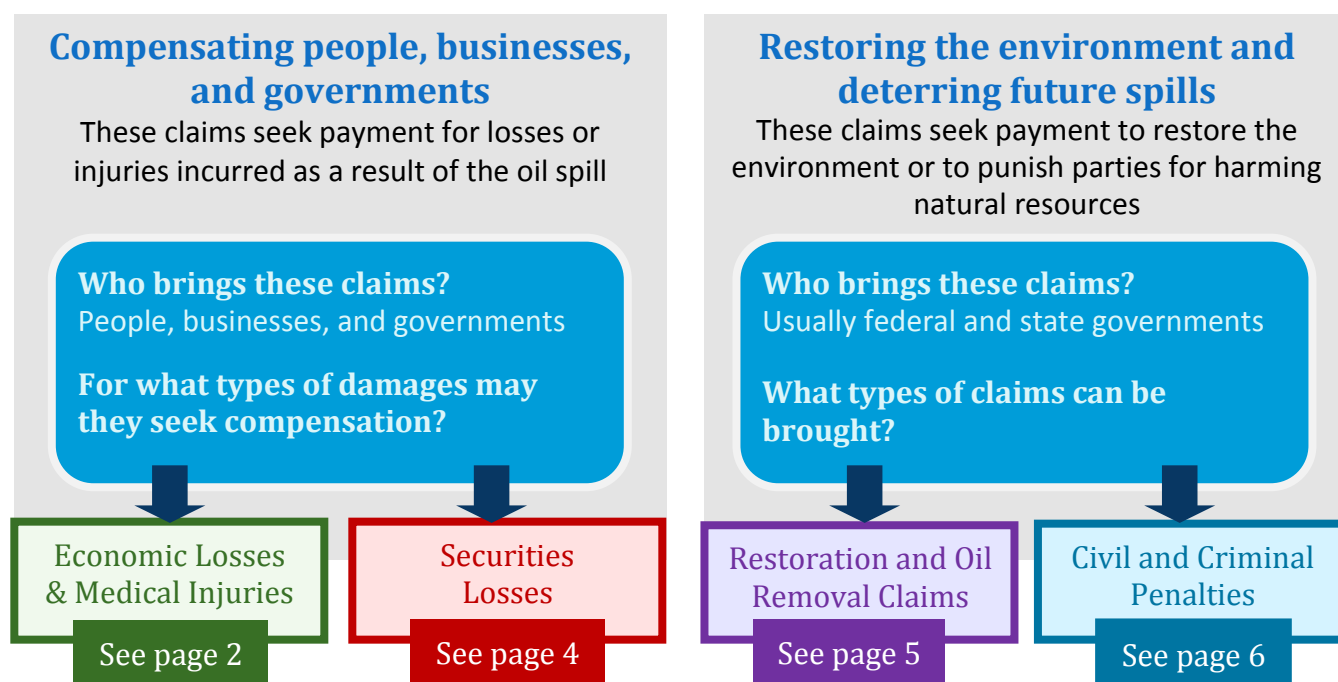 Compensating people, businesses,
and governments
These claims seek payment for losses or
injuries incurred as a result of the oil spill
Who brings these claims?
People, businesses, and governments
For what types of damages may
they seek compensation?
Economic Losses
& Medical Injuries
See page 2
Securities
Losses
See page 4
Restoring the environment and
deterring future spills
These claims seek payment to restore the
environment or to punish parties for harming
natural resources
Who brings these claims?
Usually federal and state governments
What types of claims can be
brought?
Restoration and Oil
Removal Claims
See page 5
Civil and Criminal
Penalties
See page 6